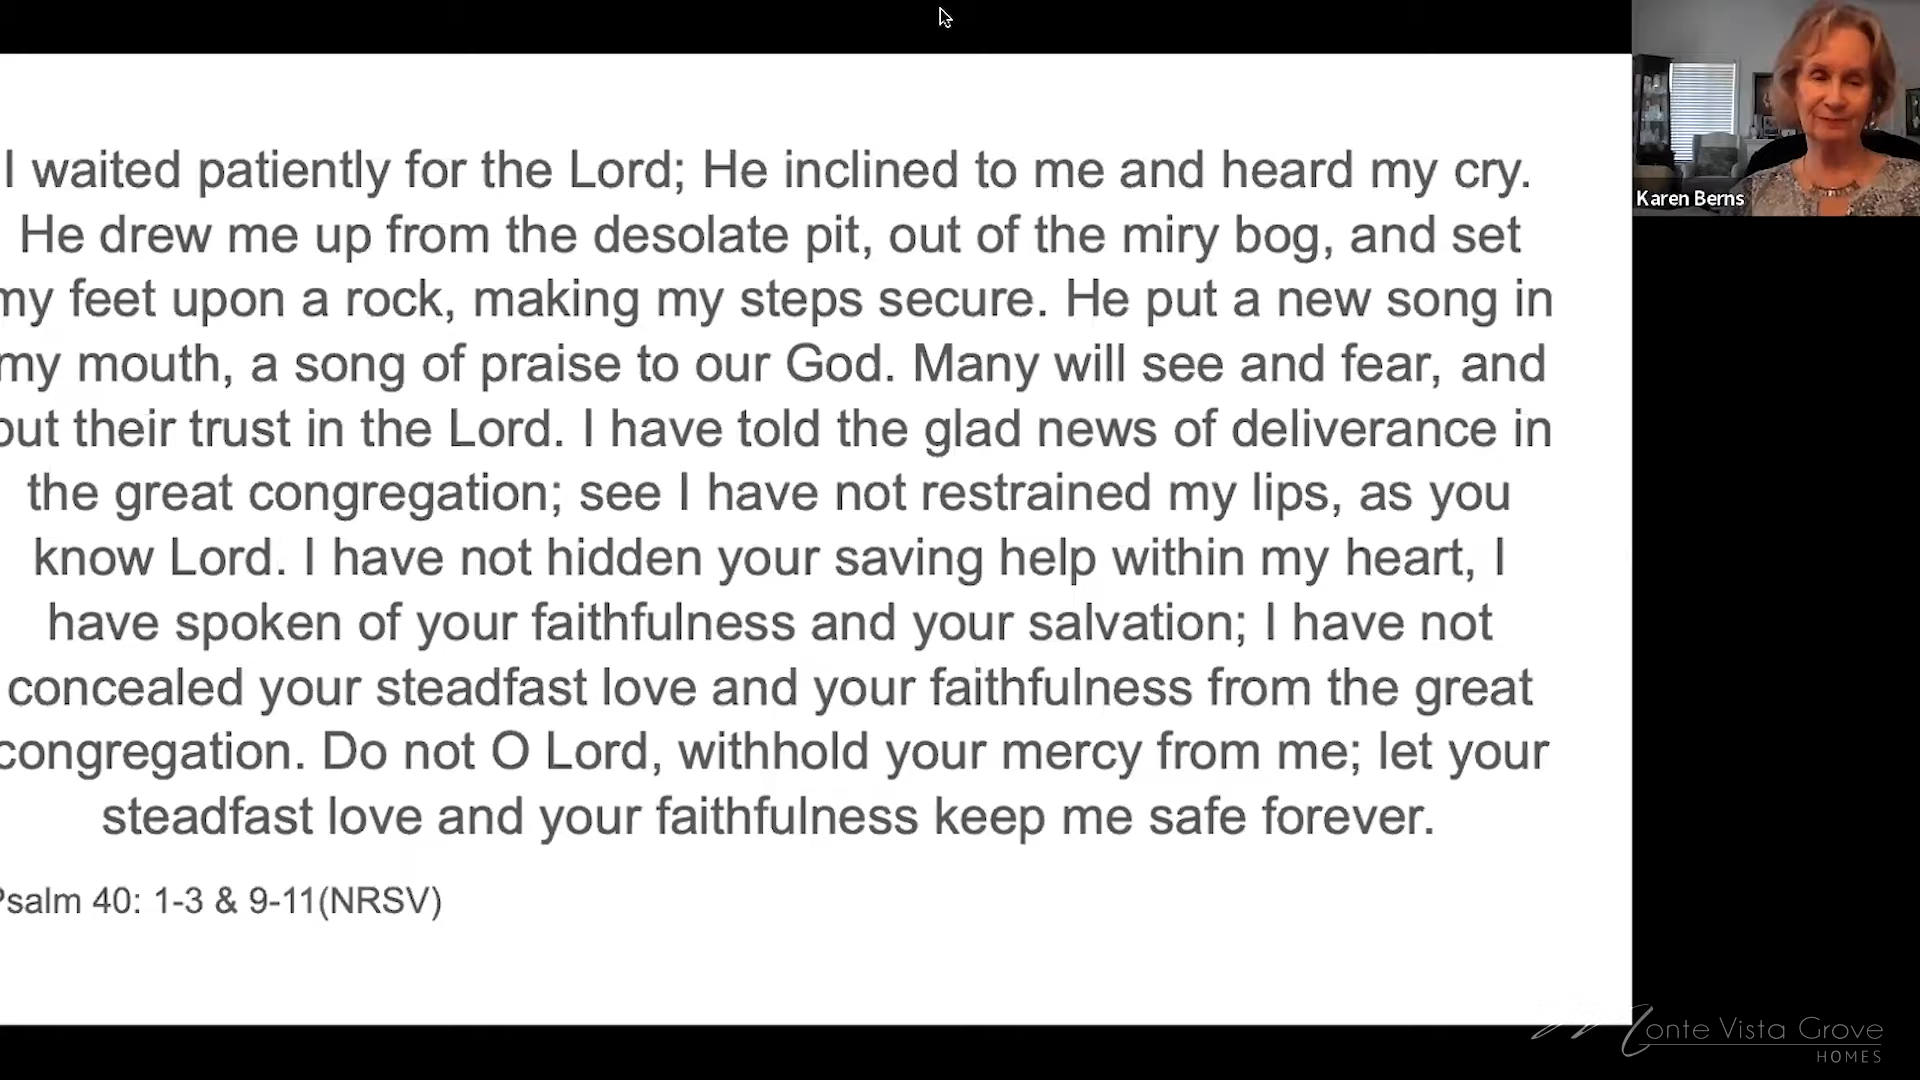 I waited patiently for the Lord; He inclined to me and heard my cry.
He drew me up from the desolate pit, out of the miry bog, and set
my feet upon a rock, making my steps secure. He put a new song in
my mouth, a song of praise to our God. Many will see and fear, and
put their trust in the Lord. I have told the glad news of deliverance in
the great congregation; see I have not restrained my lips, as you
know Lord. I have not hidden your saving help within my heart, I
have spoken of your faithfulness and your salvation; I have not
concealed your steadfast love and your faithfulness from the great
congregation. Do not O Lord, withhold your mercy from me; let your
steadfast love and your faithfulness keep me safe forever.
Psalm 40: 1-3 & 9-11(NRSV)
Karen Berns
Monte Vista Grove
HOMES